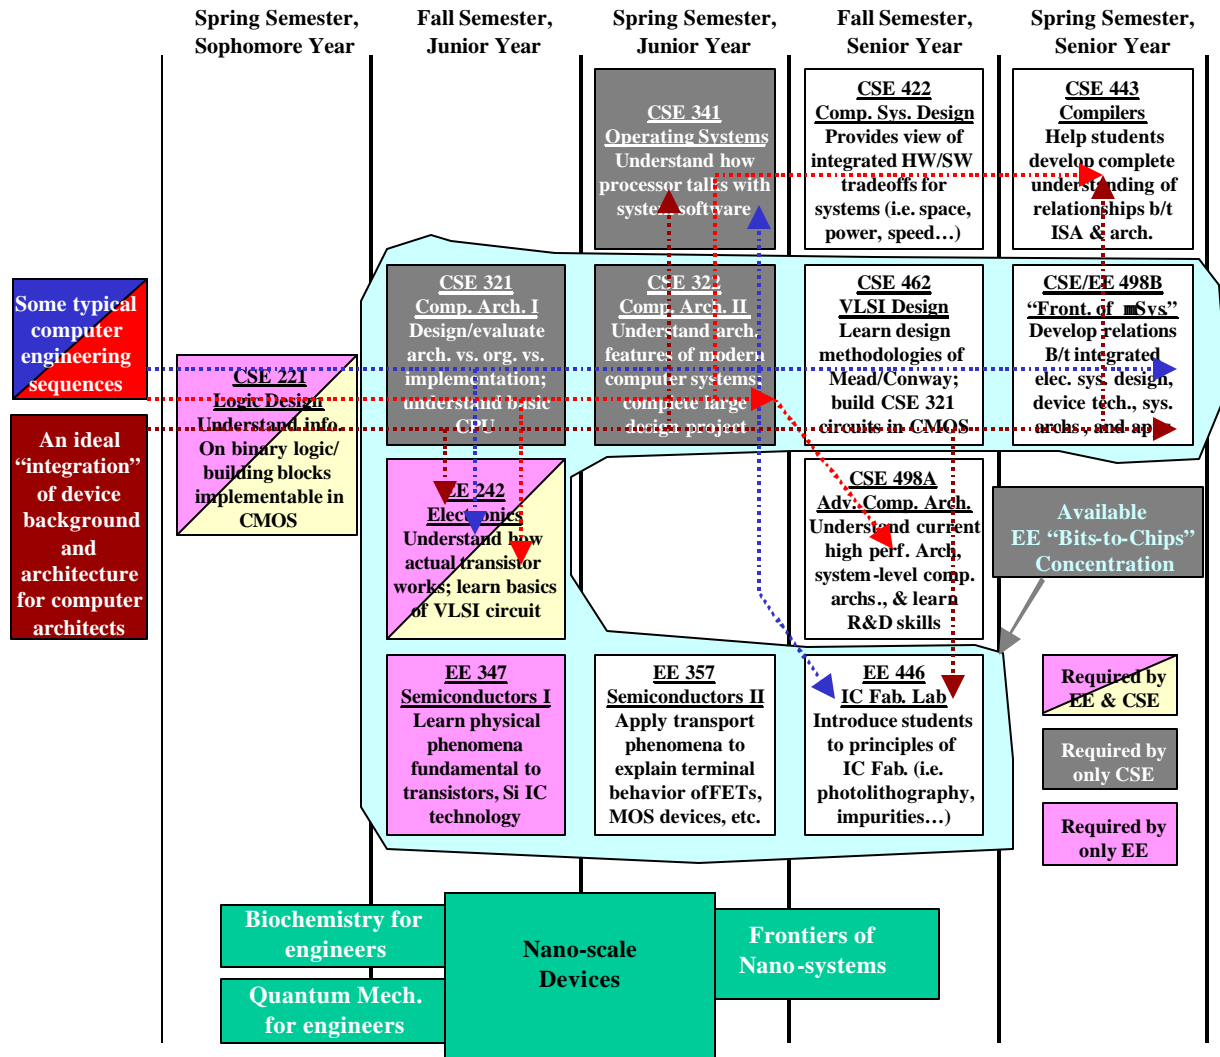 Spring Semester,
Sophomore Year
Fall Semester,
Junior Year
Spring Semester,
Junior Year
Fall Semester,
Senior Year
Spring Semester,
Senior Year
CSE 341
Operating Systems
Understand how
processor talks with
system software
CSE 422
Comp. Sys. Design
Provides view of
integrated HW/SW
tradeoffs for
systems (i.e. space,
power, speed…)
CSE 443
Compilers
Help students
develop complete
understanding of
relationships b/t
ISA & arch.
Some typical
computer
engineering
sequences
CSE 221
Logic Design
Understand info.
On binary logic/
building blocks
implementable in
CMOS
CSE 321
Comp. Arch. I
Design/evaluate
arch. vs. org. vs.
implementation;
understand basic
CPU
CSE 322
Comp. Arch. II
Understand arch.
features of modern
computer systems;
complete large
design project
CSE 462
VLSI Design
Learn design
methodologies of
Mead/Conway;
build CSE 321
circuits in CMOS
CSE/EE 498B
“Front. of mSys.”
Develop relations
B/t integrated
elec. sys. design,
device tech., sys.
archs., and apps.
An ideal
“integration”
of device
background
and
architecture
for computer
architects
EE 242
Electronics
Understand how
actual transistor
works; learn basics
of VLSI circuit
CSE 498A
Adv. Comp. Arch.
Understand current
high perf. Arch,
system-level comp.
archs., & learn
R&D skills
Available
EE “Bits-to-Chips”
Concentration
EE 347
Semiconductors I
Learn physical
phenomena
fundamental to
transistors, Si IC
technology
EE 357
Semiconductors II
Apply transport
phenomena to
explain terminal
behavior of FETs,
MOS devices, etc.
EE 446
IC Fab. Lab
Introduce students
to principles of
IC Fab. (i.e.
photolithography,
impurities…)
Required by
EE & CSE
Required by
only CSE
Required by
only EE
Biochemistry for
engineers
Quantum Mech.
for engineers
Nano-scale
Devices
Frontiers of
Nano-systems